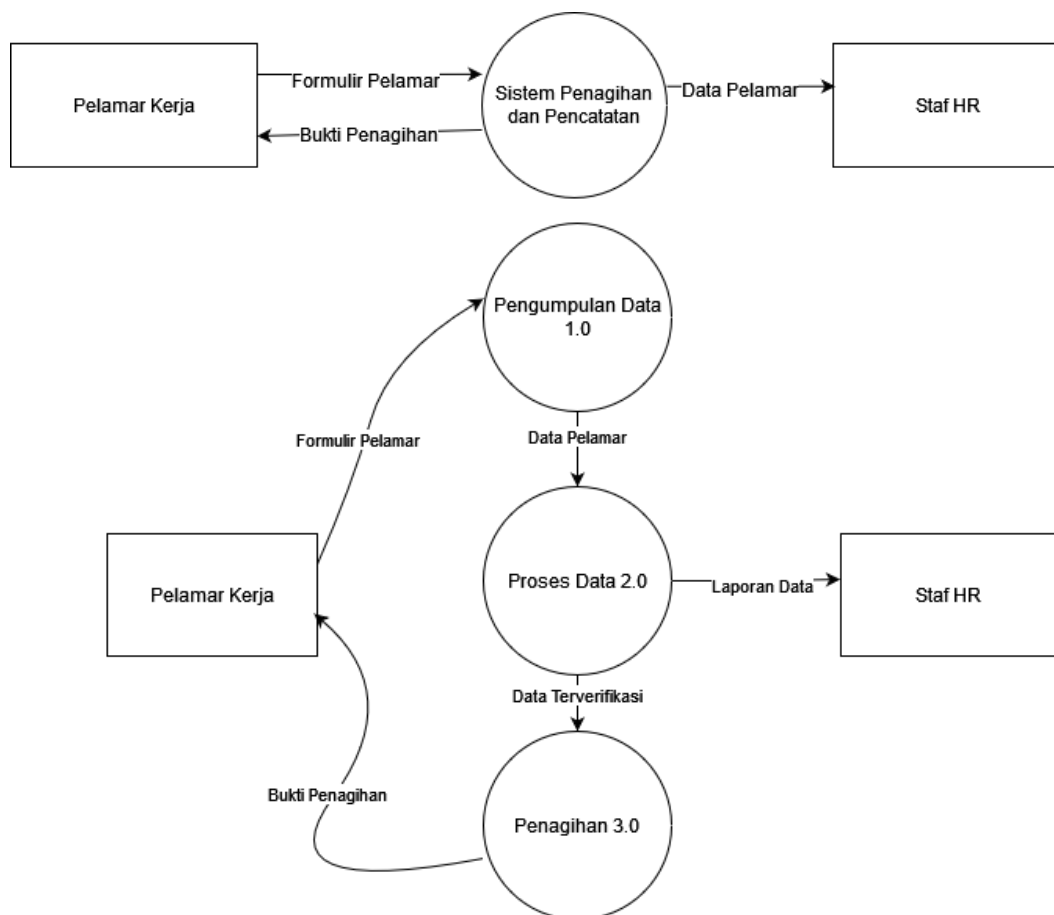 Pelamar Kerja
Formulir Pelamar
Bukti Penagihan
Sistem Penagihan
dan Pencatatan
Data Pelamar
Staf HR
Pengumpulan Data
1.0
Formulir Pelamar
Data Pelamar
Pelamar Kerja
Proses Data 2.0
Laporan Data
Staf HR
Data Terverifikasi
Bukti Penagihan
Penagihan 3.0